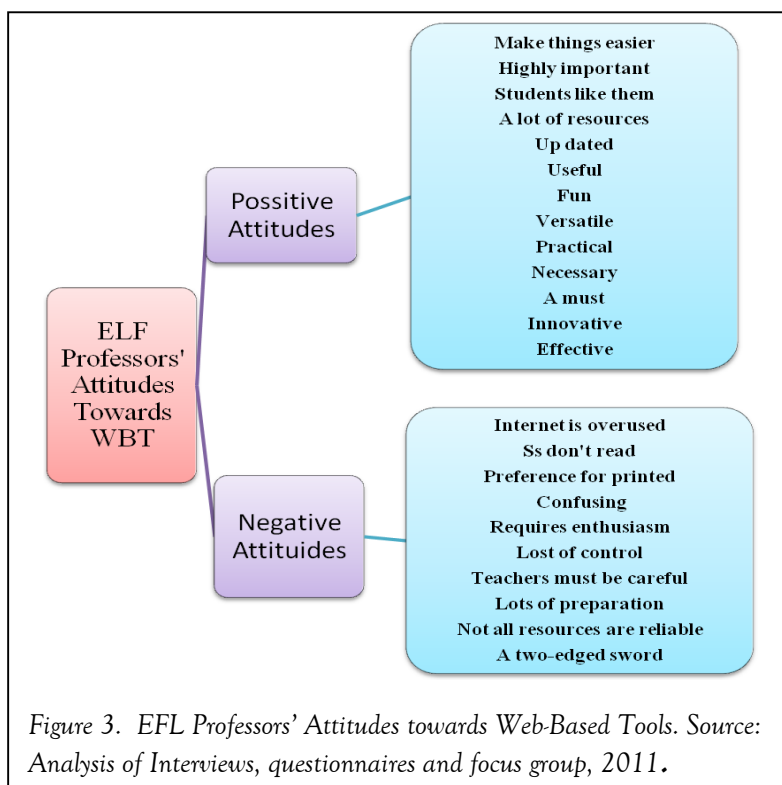 ELF
Professors'
Attitudes
Towards
WBT
Possitive
Attitudes
Make things easier
Highly important
Students like them
A lot of resources
Up dated
Useful
Fun
Versatile
Practical
Necessary
A must
Innovative
Effective
Negative
Attituides
Internet is overused
Ss don't read
Preference for printed
Confusing
Requires enthusiasm
Lost of control
Teachers must be careful
Lots of preparation
Not all resources are reliable
A two-edged sword
Figure 3. EFL Professors’ Attitudes towards Web-Based Tools. Source:
Analysis of Interviews, questionnaires and focus group, 2011.